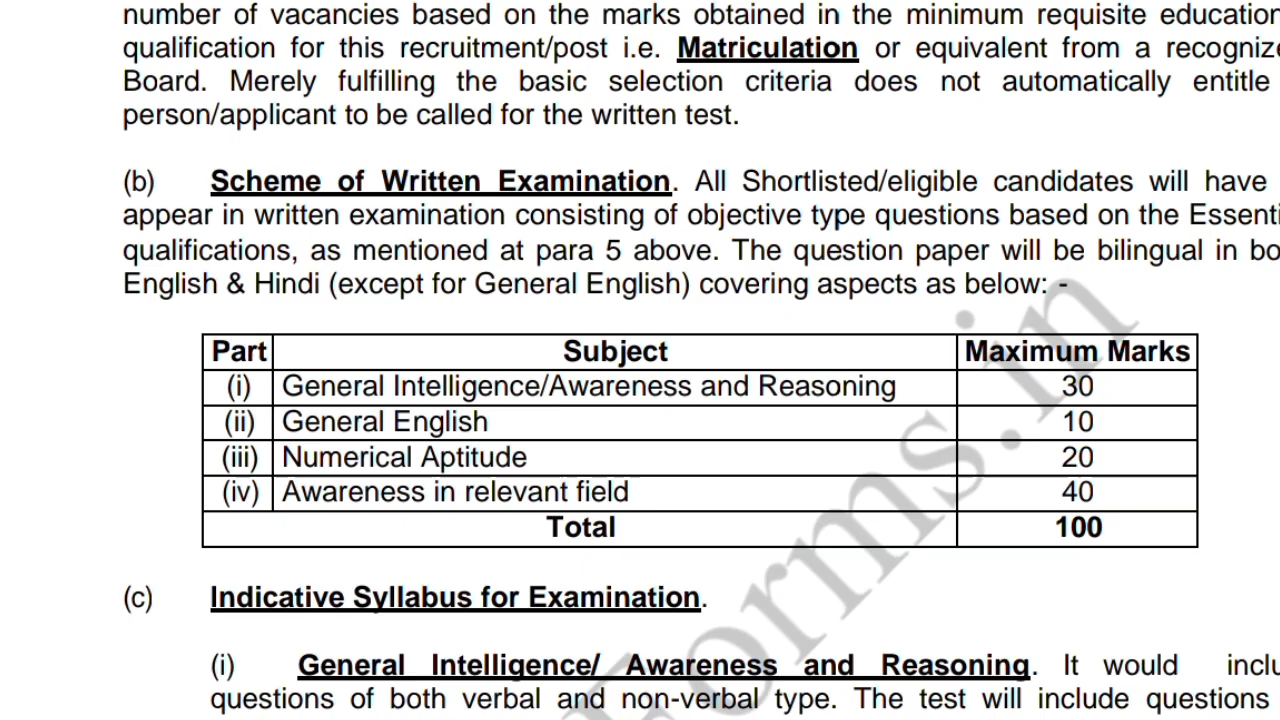 number of vacancies based on the marks obtained in the minimum requisite education
qualification for this recruitment/post i.e. Matriculation or equivalent from a
Board. Merely fulfilling the basic selection criteria does not automatically entitle
person/applicant to be called for the written test.
(b) Scheme of Written Examination. All Shortlisted/eligible candidates will have
appear in written examination consisting of objective type questions based on the
qualifications, as mentioned at para 5 above. The question paper will be bilingual in
English & Hindi (except for General English) covering aspects as below: -
Part Subject Maximum Marks
(i) General Intelligence/Awareness and Reasoning 30
(ii) General English 10
(iii) Numerical Aptitude 20
(iv) Awareness in relevant field 40
Total 100
(c) Indicative Syllabus for Examination.
(i) General Intelligence/ Awareness and Reasoning. It would
questions of both verbal and non-verbal type. The test will include questions
Forms.in